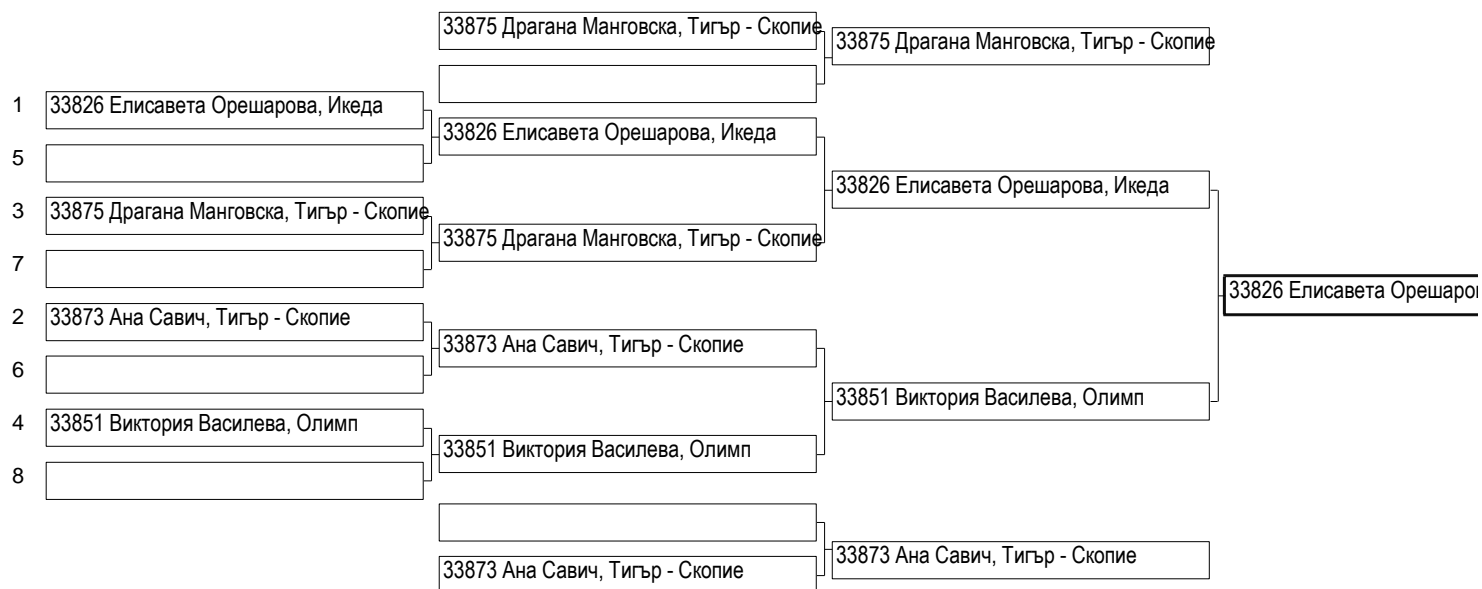 33875 Драгана Манговска, Тигър - Скопие
33875 Драгана Манговска, Тигър - Скопие
1 33826 Елисавета Орешарова, Икеда
33826 Елисавета Орешарова, Икеда
5
33826 Елисавета Орешарова, Икеда
3 33875 Драгана Манговска, Тигър - Скопие
33875 Драгана Манговска, Тигър - Скопие
7
33826 Елисавета Орешаров
2 33873 Ана Савич, Тигър - Скопие
33873 Ана Савич, Тигър - Скопие
6
33851 Виктория Василева, Олимп
4 33851 Виктория Василева, Олимп
33851 Виктория Василева, Олимп
8
33873 Ана Савич, Тигър - Скопие
33873 Ана Савич, Тигър - Скопие